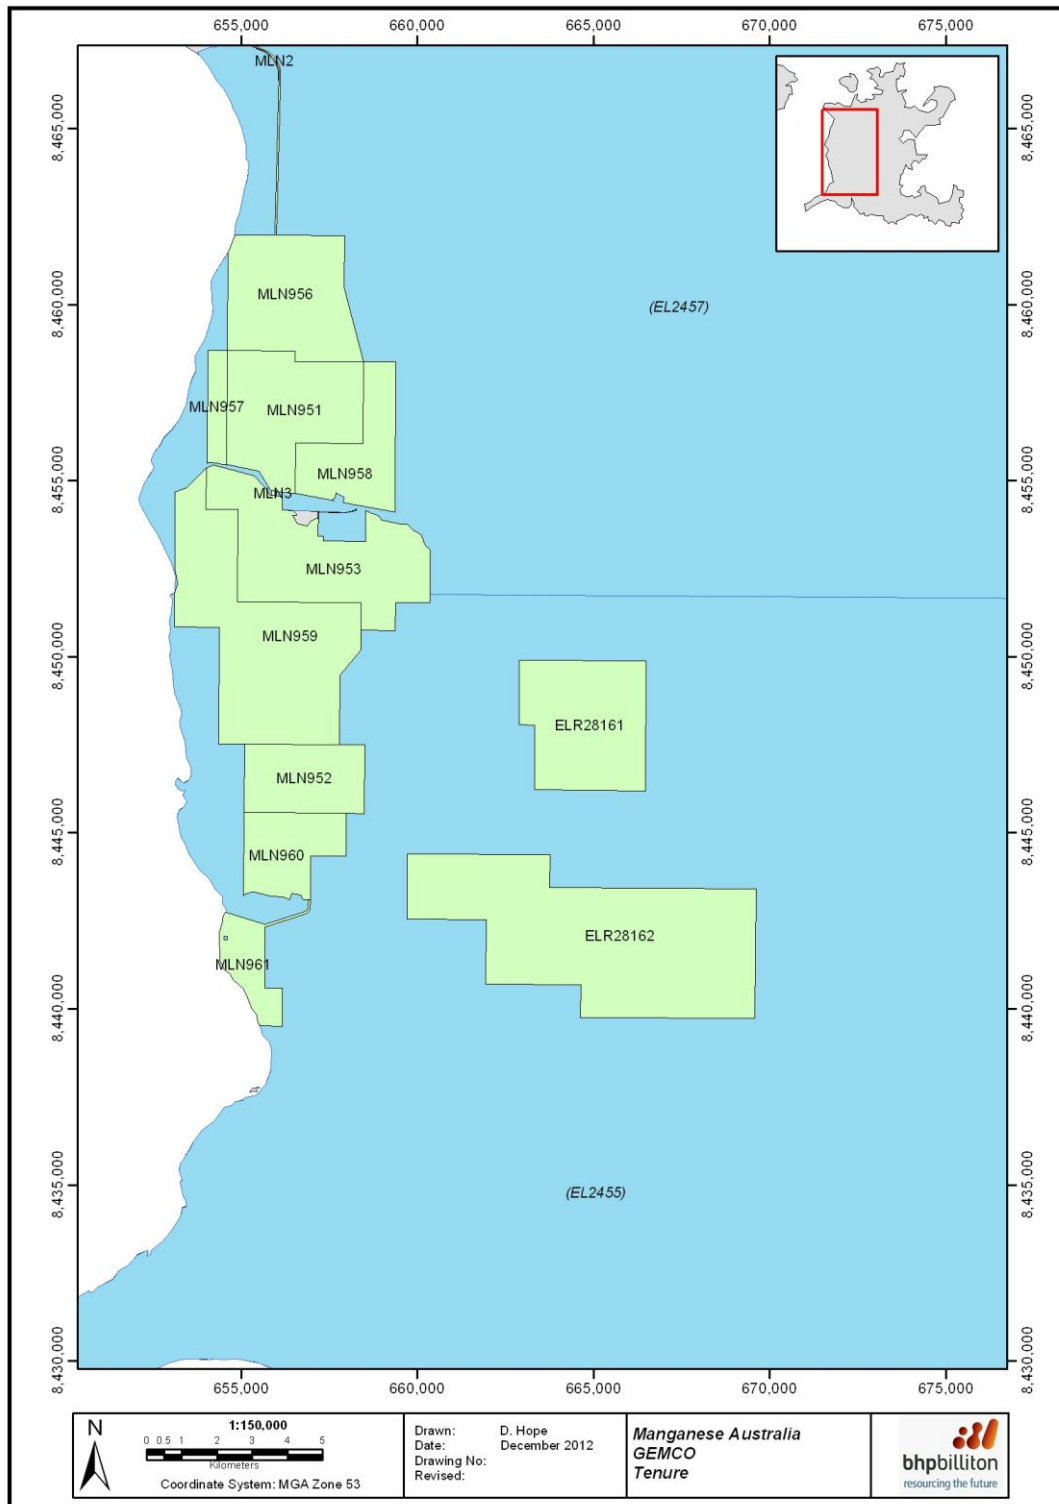 655,000 660,000 665,000 670,000 675,000
MLN2
8,465,000 8,465,000
MLN956
8,460,000 (EL2457) 8,460,000
MLN957 MLN951
MLN958
8,455,000 MLN3 8,455,000
MLN953
MLN959
8,450,000 8,450,000
ELR28161
MLN952
8,445,000 8,445,000
MLN960
ELR28162
MLN961
8,440,000 8,440,000
8,435,000 (EL2455) 8,435,000
8,430,000 8,430,000
655,000 660,000 665,000 670,000 675,000
N
1:150,000
0 0.5 1 2 3 4 5
Kilometers
Coordinate System: MGA Zone 53
Drawn: D. Hope
Date: December 2012
Drawing No:
Revised:
Manganese Australia
GEMCO
Tenure
bhpbilliton
resourcing the future